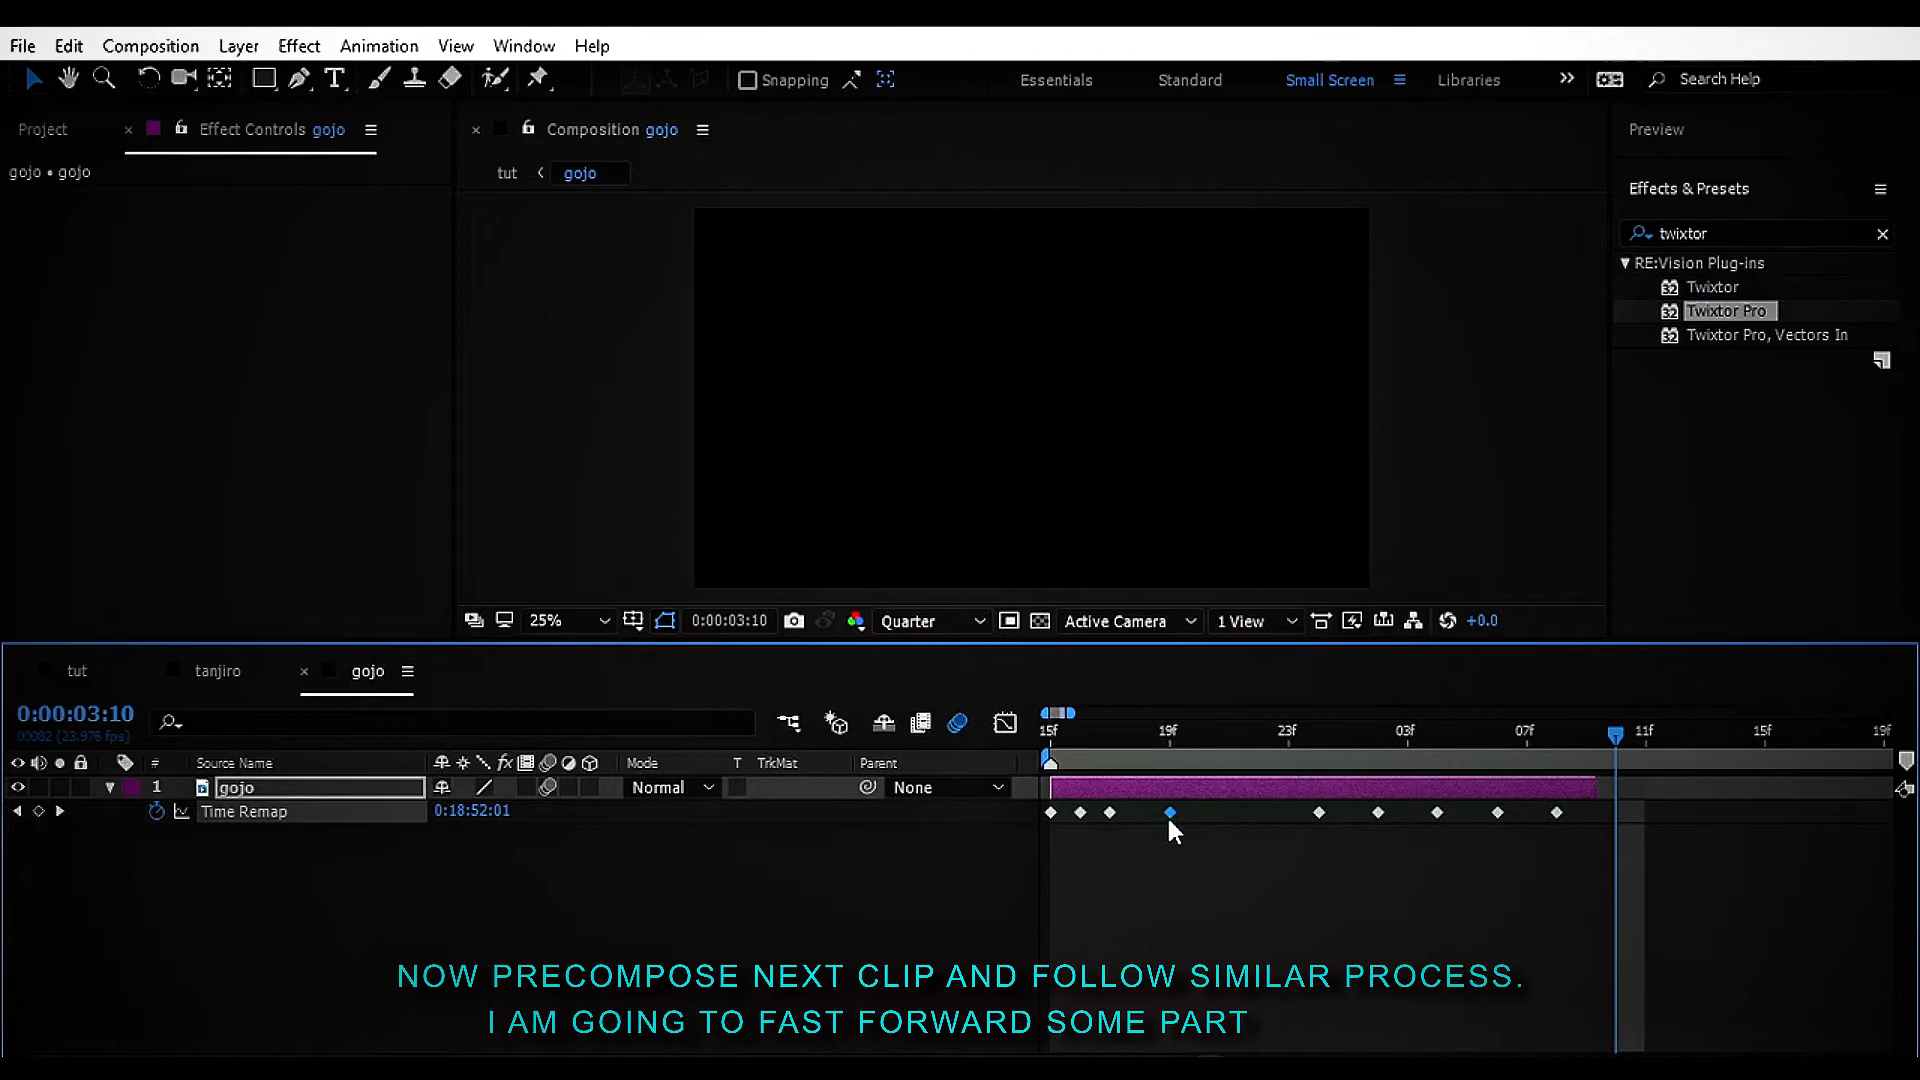 File Edit Composition Layer Effect Animation View Window Help
Snapping Essentials Standard Small Screen Libraries Search Help
Project Effect Controls gojo Composition gojo Preview
gojo • gojo tut gojo
Effects & Presets
twixtor
RE:Vision Plug-ins
Twixtor
Twixtor Pro
Twixtor Pro, Vectors In
25% 0:00:03:10 Quarter Active Camera 1 View +0.0
tut tanjiro gojo
0:00:03:10
00082 (23.976 fps)
15f 19f 23f 03f 07f 11f 15f 19f
# Source Name Mode T TrkMat Parent
1 gojo Normal None
Time Remap 0:18:52:01
NOW PRECOMPOSE NEXT CLIP AND FOLLOW SIMILAR PROCESS.
I AM GOING TO FAST FORWARD SOME PART